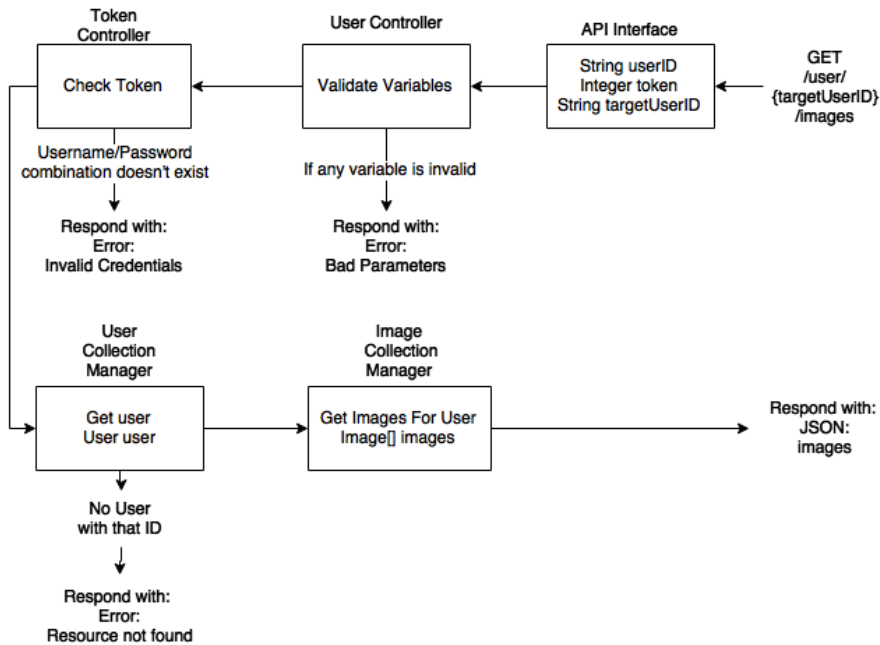 Token
Controller
Check Token
Username/Password
combination doesn't exist
Respond with:
Error:
Invalid Credentials
User Controller
Validate Variables
If any variable is invalid
Respond with:
Error:
Bad Parameters
API Interface
String userID
Integer token
String targetUserID
GET
/user/
{targetUserID}
/images
User
Collection
Manager
Get user
User user
No User
with that ID
Respond with:
Error:
Resource not found
Image
Collection
Manager
Get Images For User
Image[] images
Respond with:
JSON:
images